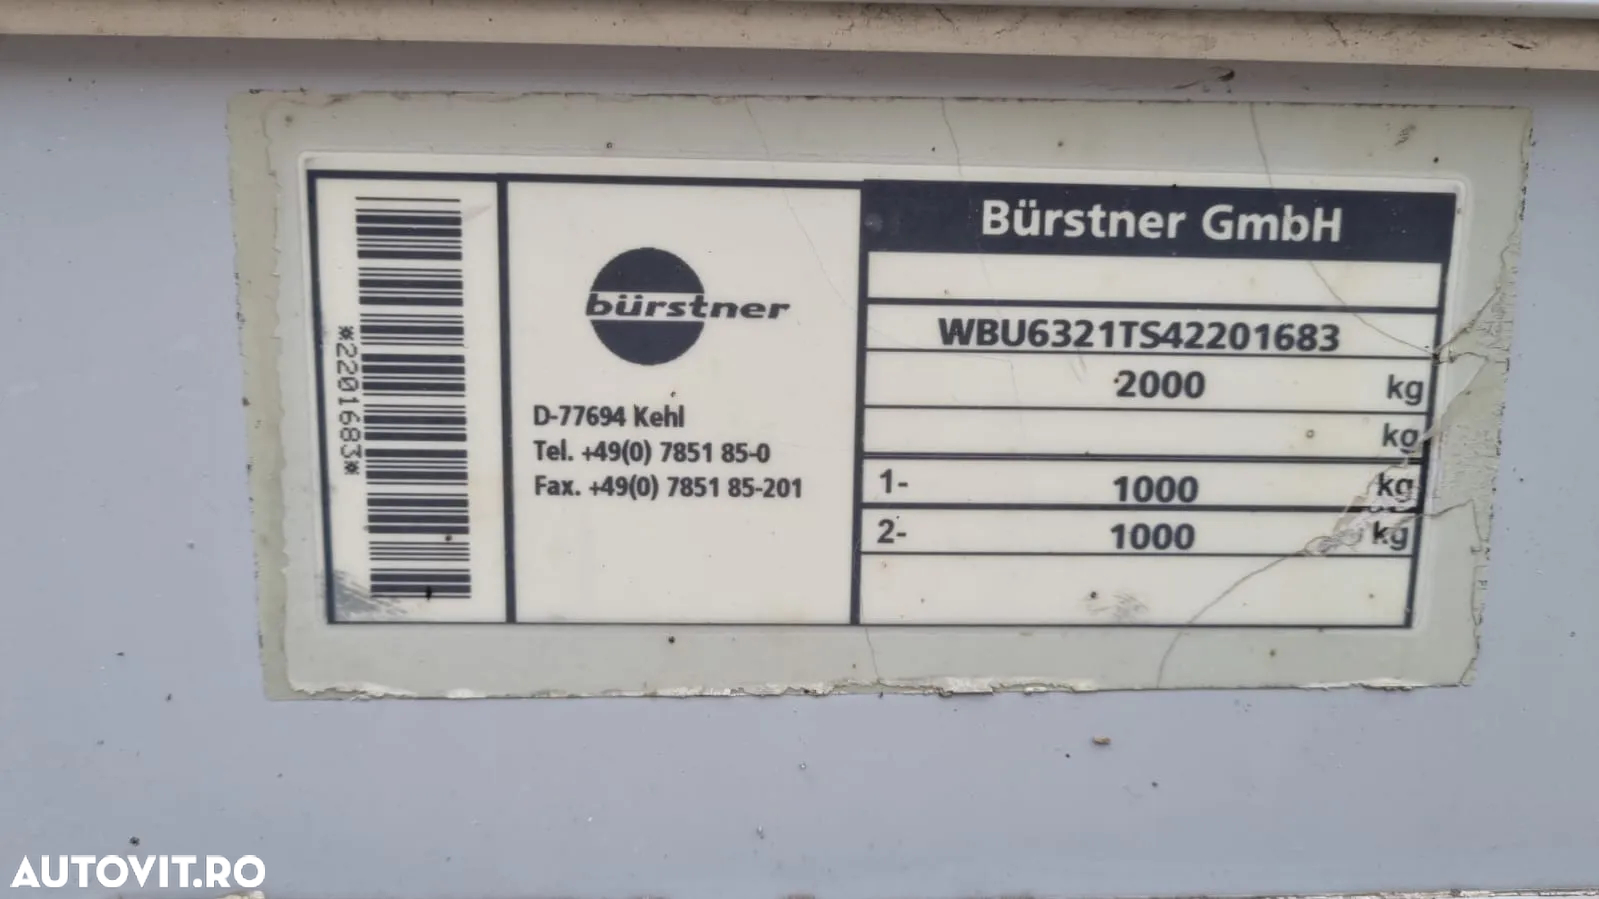 *2201683*
bürstner
D-77694 Kehl
Tel. +49(0) 7851 85-0
Fax. +49(0) 7851 85-201
Bürstner GmbH
WBU6321TS42201683
2000 kg
kg
1- 1000 kg
2- 1000 kg
AUTOVIT.RO